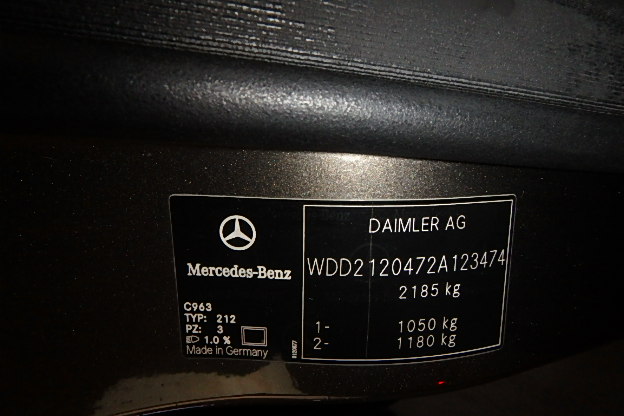 Mercedes-Benz
C963
TYP: 212
PZ: 3
1.0 %
Made in Germany
DAIMLER AG
WDD2120472A123474
2185 kg
1- 1050 kg
2- 1180 kg